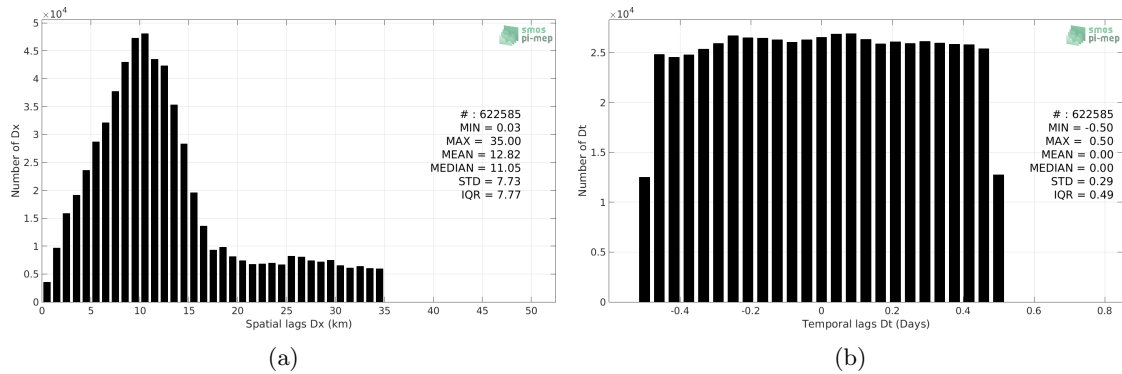 ×10⁴
5
4.5
4
3.5
3
2.5
2
1.5
1
0.5
0
Number of Dx
smos
pi-mep
# : 622585
MIN = 0.03
MAX = 35.00
MEAN = 12.82
MEDIAN = 11.05
STD = 7.73
IQR = 7.77
0 5 10 15 20 25 30 35 40 45 50
Spatial lags Dx (km)
(a)
×10⁴
2.5
2
1.5
1
0.5
0
Number of Dt
smos
pi-mep
# : 622585
MIN = -0.50
MAX = 0.50
MEAN = 0.00
MEDIAN = 0.00
STD = 0.29
IQR = 0.49
-0.4 -0.2 0 0.2 0.4 0.6 0.8
Temporal lags Dt (Days)
(b)